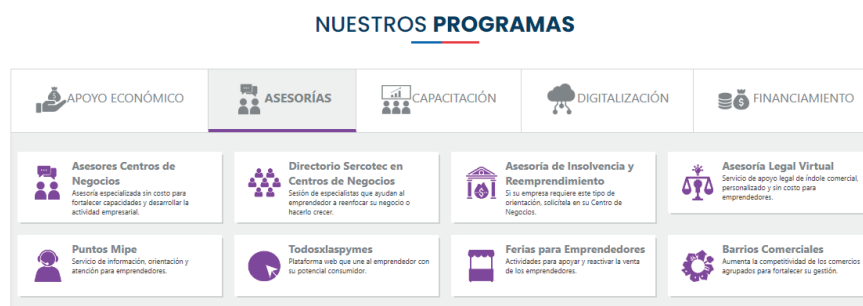 NUESTROS PROGRAMAS
APOYO ECONÓMICO
ASESORÍAS
CAPACITACIÓN
DIGITALIZACIÓN
FINANCIAMIENTO
Asesores Centros de
Negocios
Asesoría especializada sin costo para
fortalecer capacidades y desarrollar la
actividad empresarial.
Directorio Sercotec en
Centros de Negocios
Sesión de especialistas que ayudan al
emprendedor a reenfocar su negocio o
hacerlo crecer.
Asesoría de Insolvencia y
Reemprendimiento
Si su empresa requiere este tipo de
orientación, solicítela en su Centro de
Negocios.
Asesoría Legal Virtual
Servicio de apoyo legal de índole comercial,
personalizado y sin costo para
emprendedores.
Puntos Mipe
Servicio de información, orientación y
atención para emprendedores.
Todosxlaspymes
Plataforma web que une al emprendedor con
su potencial consumidor.
Ferias para Emprendedores
Actividades para apoyar y reactivar la venta
de los emprendedores.
Barrios Comerciales
Aumenta la competitividad de los comercios
agrupados para fortalecer su gestión.